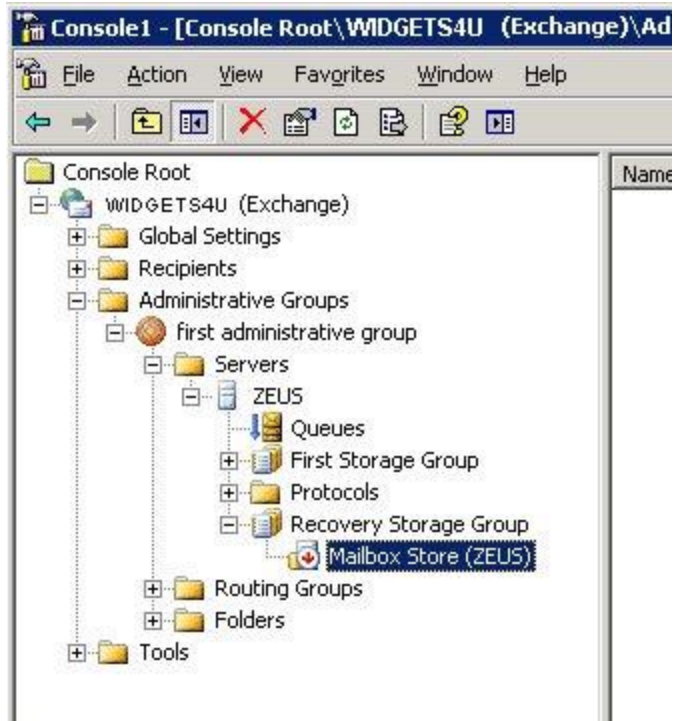 Console1 - [Console Root\WIDGETS4U (Exchange)\Ad
File Action View Favorites Window Help
Console Root
Name
WIDGETS4U (Exchange)
Global Settings
Recipients
Administrative Groups
first administrative group
Servers
ZEUS
Queues
First Storage Group
Protocols
Recovery Storage Group
Mailbox Store (ZEUS)
Routing Groups
Folders
Tools